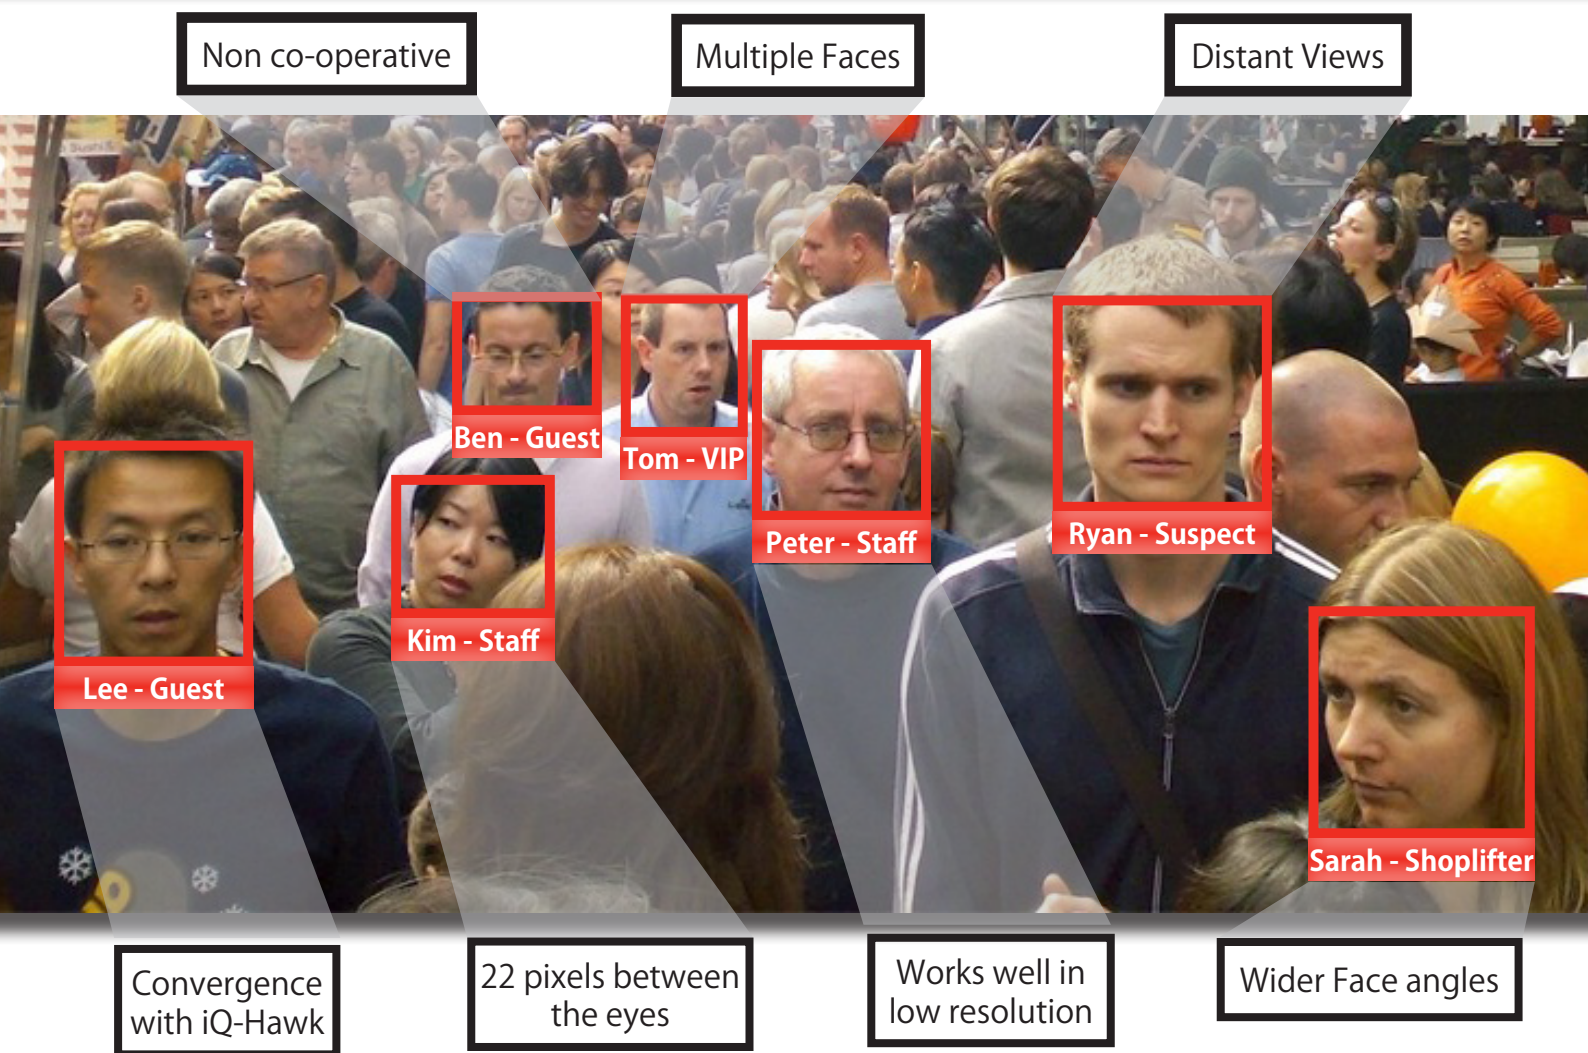 Non co-operative
Multiple Faces
Distant Views
Ben - Guest
Tom - VIP
Peter - Staff
Ryan - Suspect
Kim - Staff
Lee - Guest
Sarah - Shoplifter
Convergence
with iQ-Hawk
22 pixels between
the eyes
Works well in
low resolution
Wider Face angles